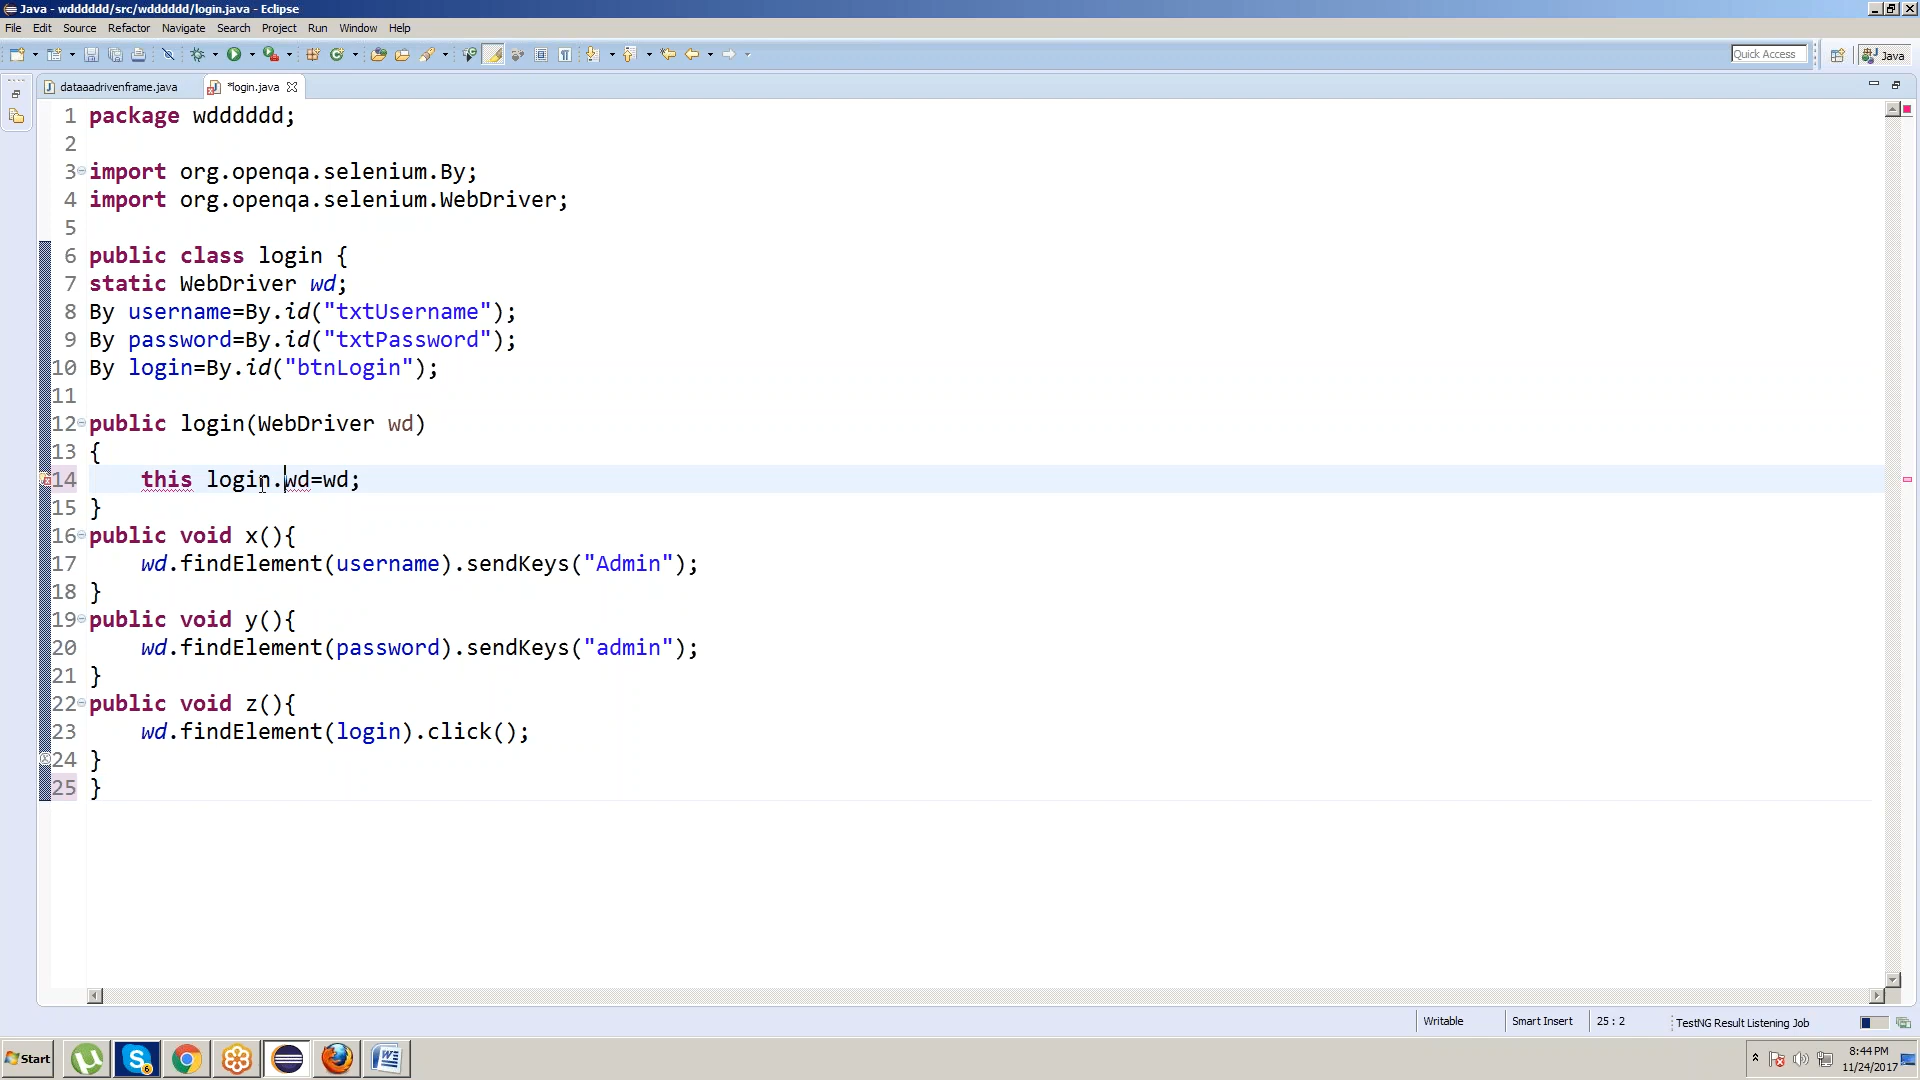 Java - wdddddd/src/wdddddd/login.java - Eclipse
File Edit Source Refactor Navigate Search Project Run Window Help
Quick Access
Java
dataaadrivenframe.java
*login.java
1 package wdddddd;
2
3 import org.openqa.selenium.By;
4 import org.openqa.selenium.WebDriver;
5
6 public class login {
7 static WebDriver wd;
8 By username=By.id("txtUsername");
9 By password=By.id("txtPassword");
10 By login=By.id("btnLogin");
11
12 public login(WebDriver wd)
13 {
14 this login.wd=wd;
15 }
16 public void x(){
17 wd.findElement(username).sendKeys("Admin");
18 }
19 public void y(){
20 wd.findElement(password).sendKeys("admin");
21 }
22 public void z(){
23 wd.findElement(login).click();
24 }
25 }
Writable Smart Insert 25 : 2 TestNG Result Listening Job
Start
8:44 PM
11/24/2017